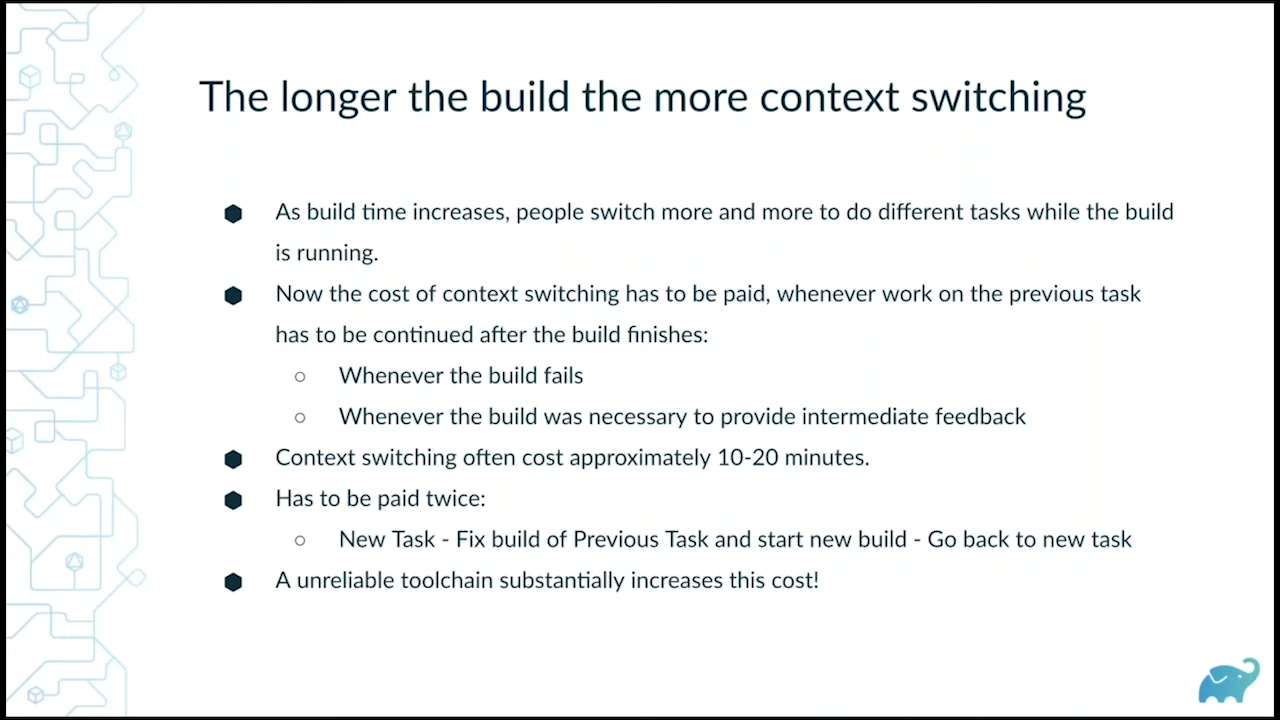 The longer the build the more context switching
As build time increases, people switch more and more to do different tasks while the build
is running.
Now the cost of context switching has to be paid, whenever work on the previous task
has to be continued after the build finishes:
Whenever the build fails
Whenever the build was necessary to provide intermediate feedback
Context switching often cost approximately 10-20 minutes.
Has to be paid twice:
New Task - Fix build of Previous Task and start new build - Go back to new task
A unreliable toolchain substantially increases this cost!